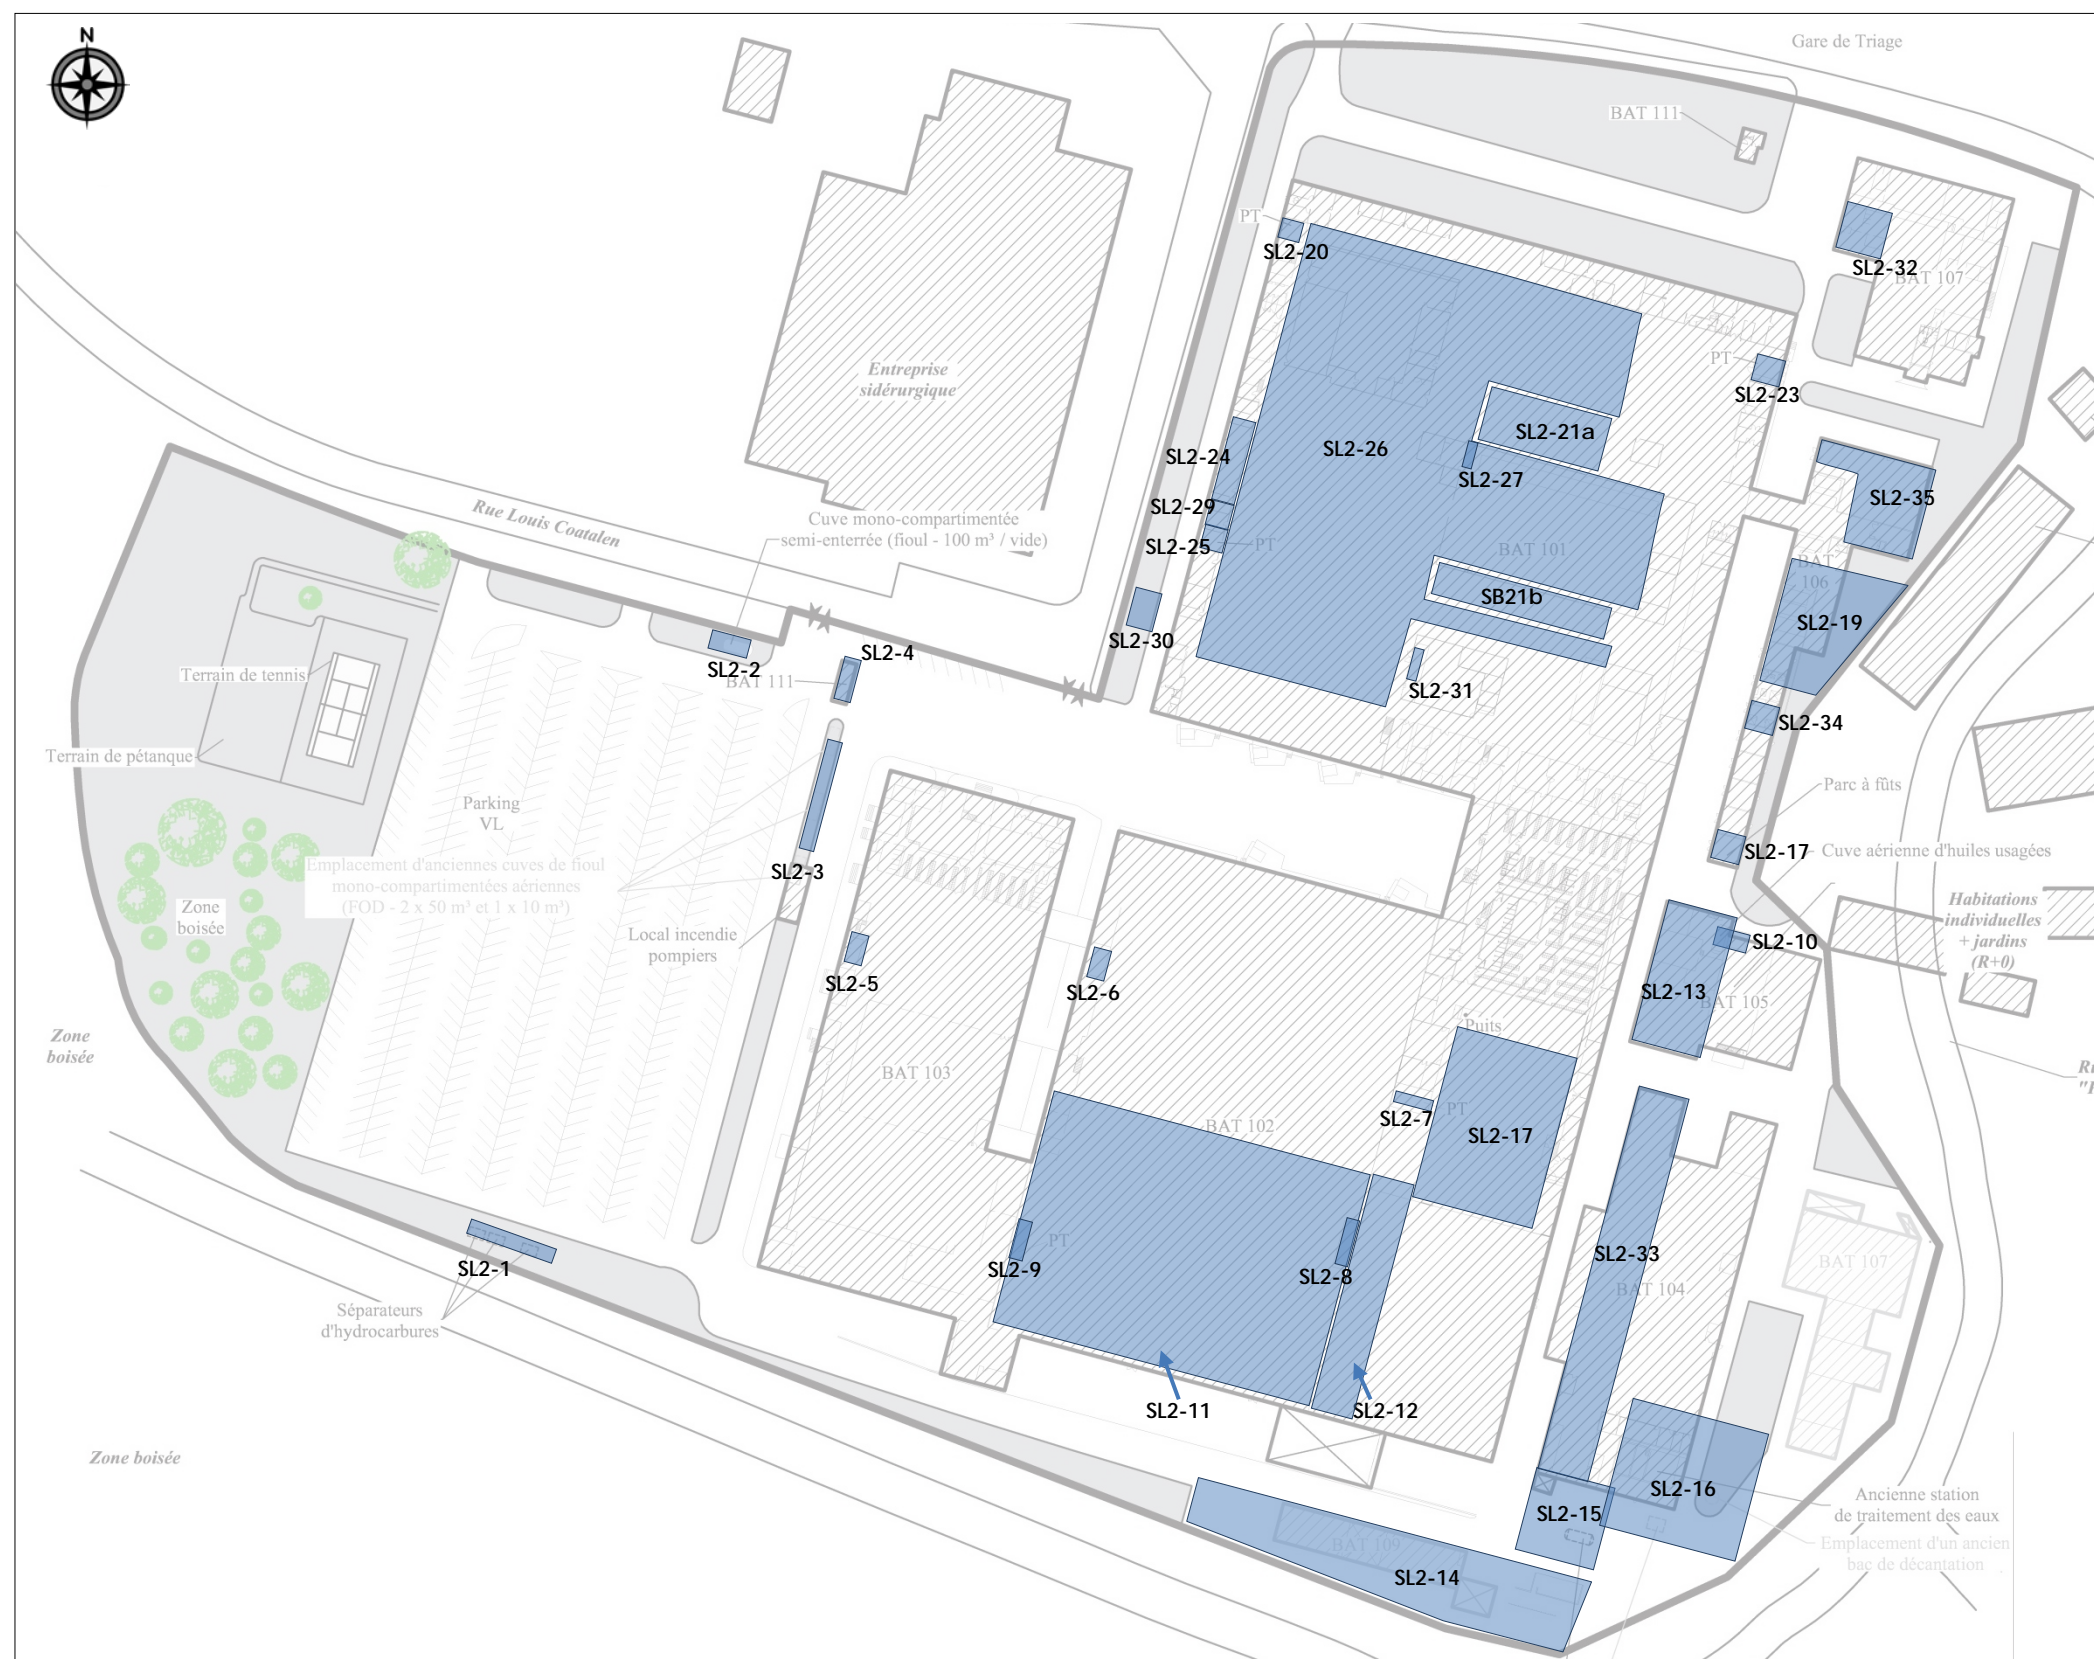 N
Gare de Triage
BAT 111
PT
SL2-20
SL2-32
BAT 107
PT
SL2-23
Entreprise
sidérurgique
SL2-21a
SL2-26
SL2-24
SL2-27
SL2-35
SL2-29
Rue Louis Coatalen
Cuve mono-compartimentée
semi-enterrée (fioul - 100 m³ / vide)
SL2-25
PT
BAT 101
BAT
106
SB21b
SL2-19
SL2-30
SL2-4
SL2-2
BAT 111
Terrain de tennis
SL2-31
SL2-34
Terrain de pétanque
Parc à fûts
Parking
VL
SL2-17
Cuve aérienne d'huiles usagées
SL2-3
Emplacement d'anciennes cuves de fioul
mono-compartimentées aériennes
(FOD - 2 x 50 m³ et 1 x 10 m³)
Zone
boisée
Habitations
individuelles
+ jardins
(R+0)
Local incendie
pompiers
SL2-10
SL2-5
SL2-6
SL2-13
BAT 105
Puits
Zone
boisée
BAT 103
PT
SL2-7
BAT 102
SL2-17
SL2-33
PT
SL2-9
SL2-8
SL2-1
BAT 104
BAT 107
Séparateurs
d'hydrocarbures
SL2-11
SL2-12
Zone boisée
SL2-16
Ancienne station
de traitement des eaux
SL2-15
BAT 109
Emplacement d'un ancien
bac de décantation
SL2-14